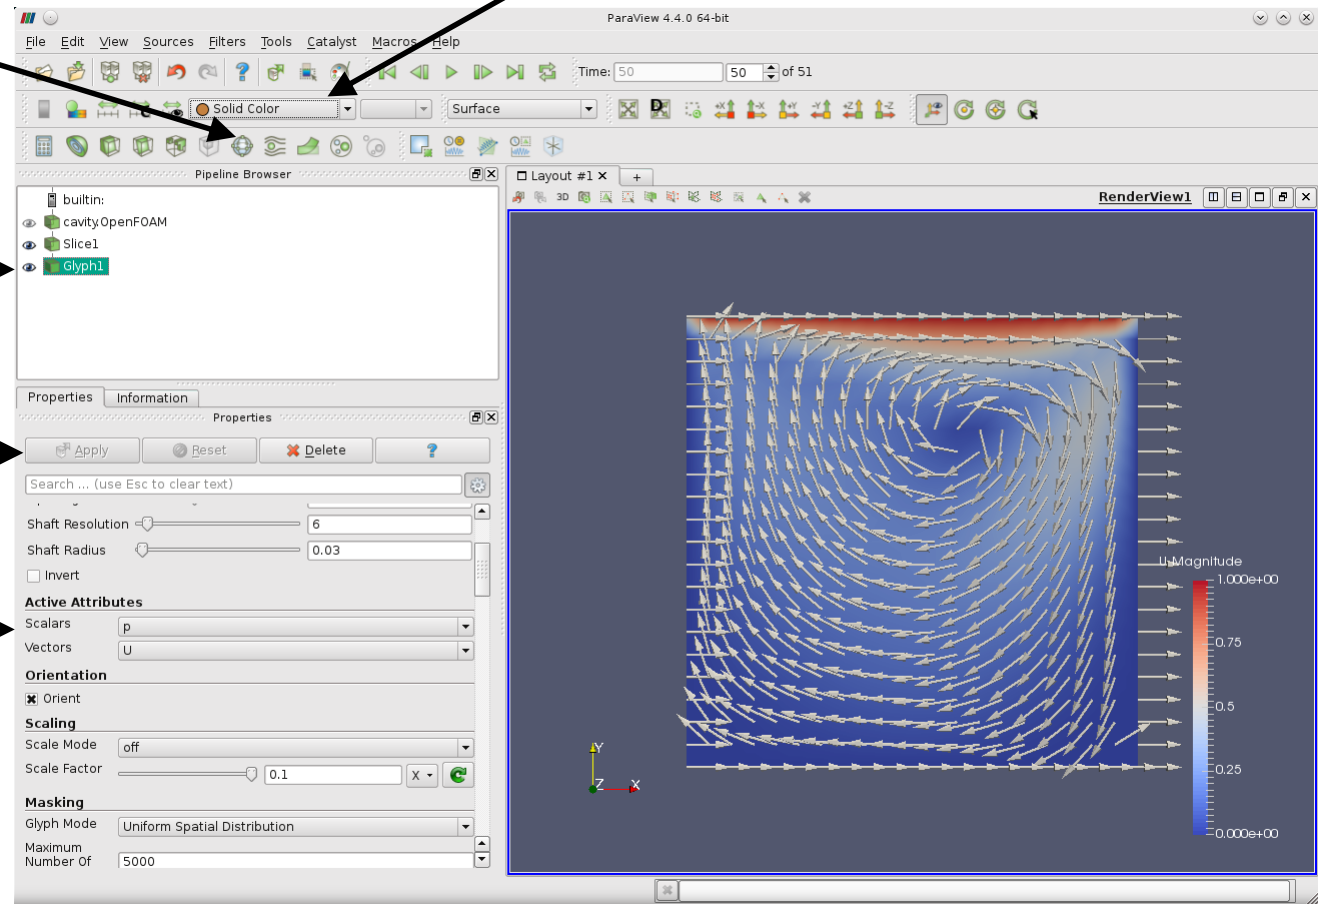 ParaView 4.4.0 64-bit
File Edit View Sources Filters Tools Catalyst Macros Help
Time: 50 50 of 51
Solid Color Surface
Pipeline Browser
builtin:
cavity.OpenFOAM
Slice1
Glyph1
Layout #1 +
3D RenderView1
Properties Information
Properties
Apply Reset Delete ?
Search ... (use Esc to clear text)
Shaft Resolution 6
Shaft Radius 0.03
Invert
Active Attributes
Scalars p
Vectors U
Orientation
Orient
Scaling
Scale Mode off
Scale Factor 0.1 X
Masking
Glyph Mode Uniform Spatial Distribution
Maximum
Number Of 5000
U Magnitude
1.000e+00
0.75
0.5
0.25
0.000e+00
Y
Z X